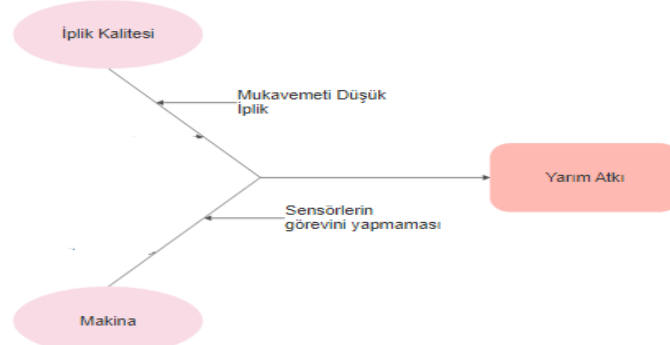 İplik Kalitesi
Mukavemeti Düşük
İplik
Yarım Atkı
Sensörlerin
görevini yapmaması
Makina